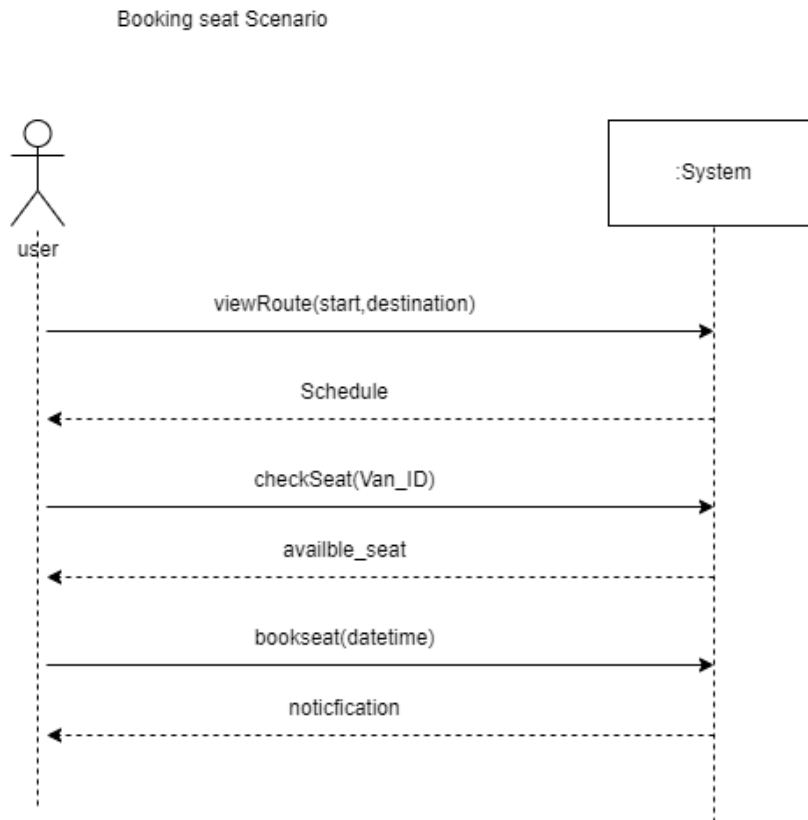 Booking seat Scenario
:System
user
viewRoute(start,destination)
Schedule
checkSeat(Van_ID)
availble_seat
bookseat(datetime)
noticfication